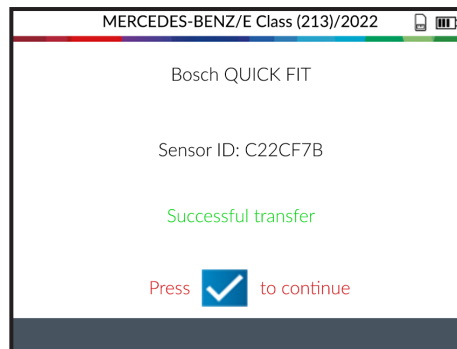 MERCEDES-BENZ/E Class (213)/2022
Bosch QUICK FIT
Sensor ID: C22CF7B
Successful transfer
Press to continue